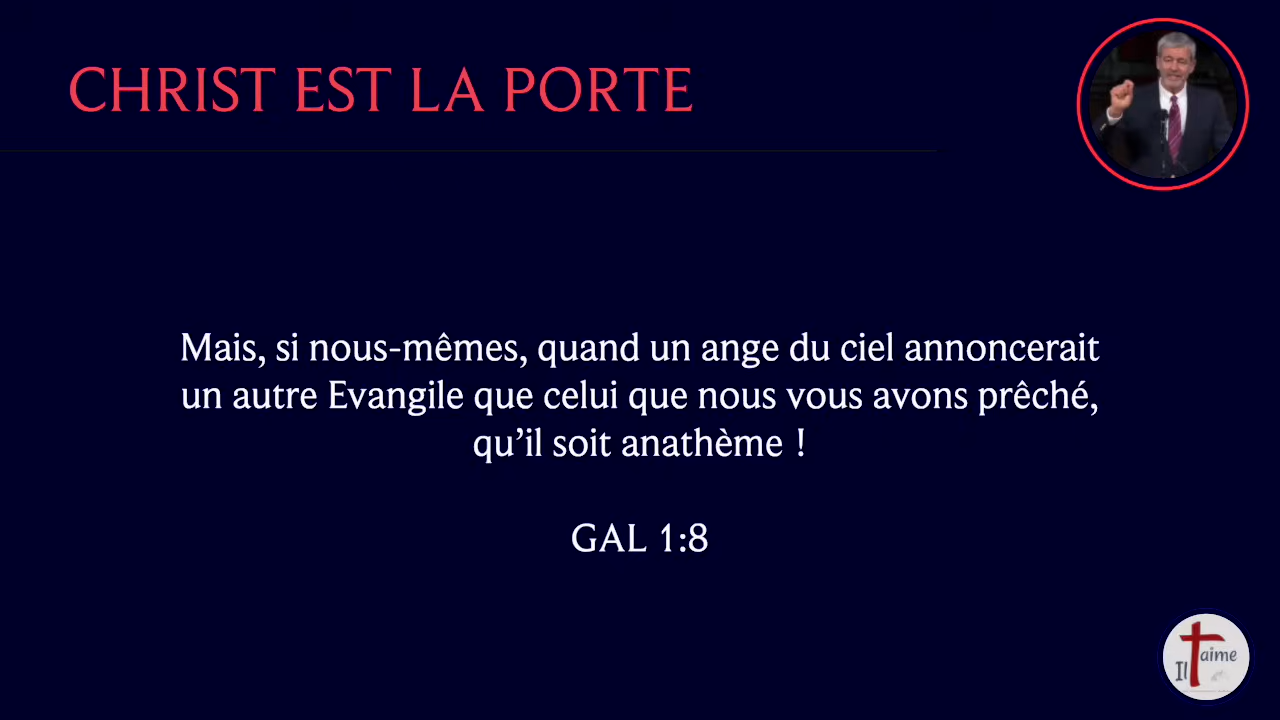 CHRIST EST LA PORTE
Mais, si nous-mêmes, quand un ange du ciel annoncerait
un autre Evangile que celui que nous vous avons prêché,
qu’il soit anathème !
GAL 1:8
Il t'aime